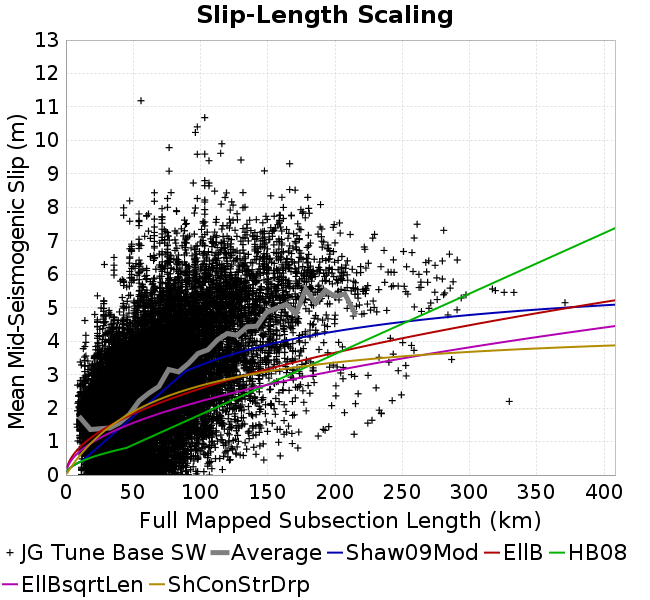 Slip-Length Scaling
13
12
11
10
9
8
7
6
5
4
3
2
1
0
Mean Mid-Seismogenic Slip (m)
0 50 100 150 200 250 300 350 400
Full Mapped Subsection Length (km)
JG Tune Base SW Average Shaw09Mod EllB HB08
EllBsqrtLen ShConStrDrp